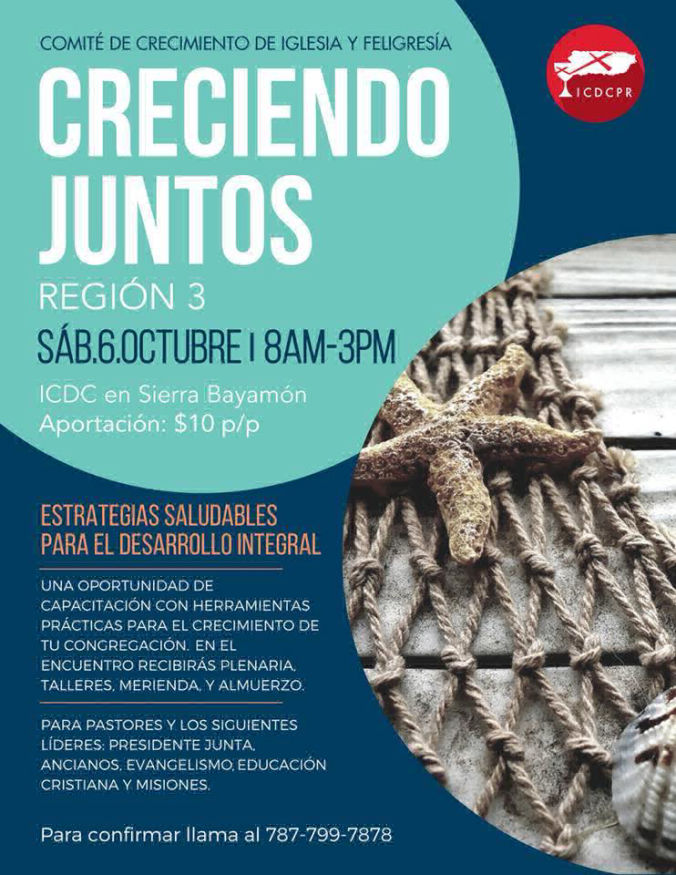 COMITÉ DE CRECIMIENTO DE IGLESIA Y FELIGRESÍA
CRECIENDO
JUNTOS
REGIÓN 3
SÁB.6.OCTUBRE | 8AM-3PM
ICDC en Sierra Bayamón
Aportación: $10 p/p
ICDCPR
ESTRATEGIAS SALUDABLES
PARA EL DESARROLLO INTEGRAL
UNA OPORTUNIDAD DE
CAPACITACIÓN CON HERRAMIENTAS
PRÁCTICAS PARA EL CRECIMIENTO DE
TU CONGREGACIÓN. EN EL
ENCUENTRO RECIBIRÁS PLENARIA,
TALLERES, MERIENDA, Y ALMUERZO.
PARA PASTORES Y LOS SIGUIENTES
LÍDERES: PRESIDENTE JUNTA,
ANCIANOS, EVANGELISMO, EDUCACIÓN
CRISTIANA Y MISIONES.
Para confirmar llama al 787-799-7878